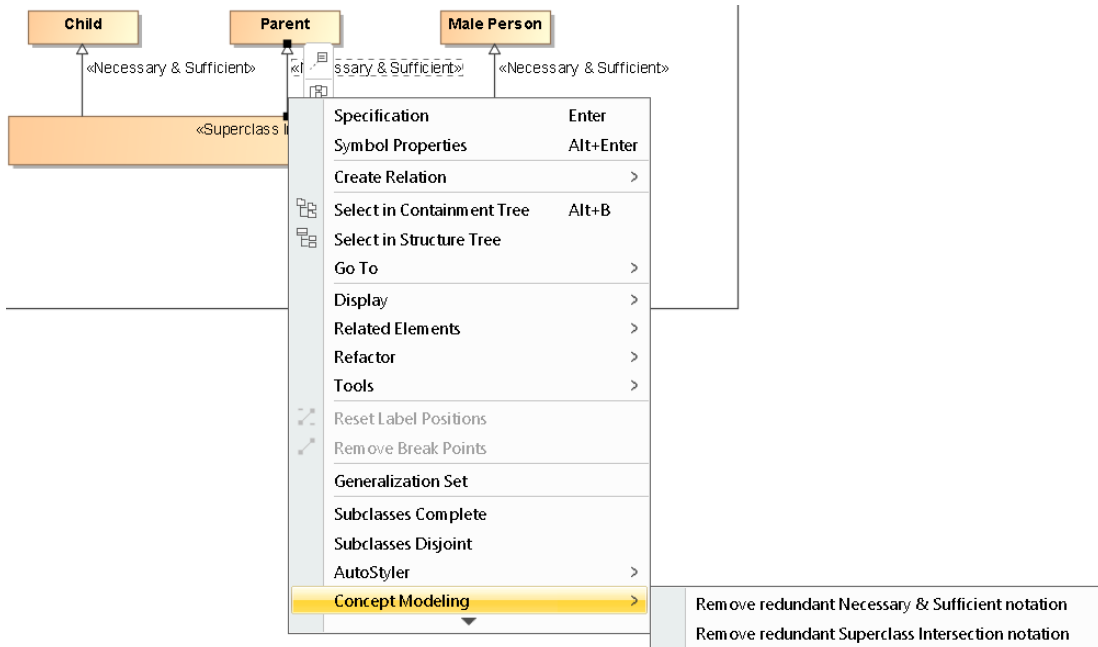 Child Parent Male Person
«Necessary & Sufficient» ssary & Sufficient» «Necessary & Sufficient»
«Superclass I
Specification Enter
Symbol Properties Alt+Enter
Create Relation
Select in Containment Tree Alt+B
Select in Structure Tree
Go To
Display
Related Elements
Refactor
Tools
Reset Label Positions
Remove Break Points
Generalization Set
Subclasses Complete
Subclasses Disjoint
AutoStyler
Concept Modeling
Remove redundant Necessary & Sufficient notation
Remove redundant Superclass Intersection notation